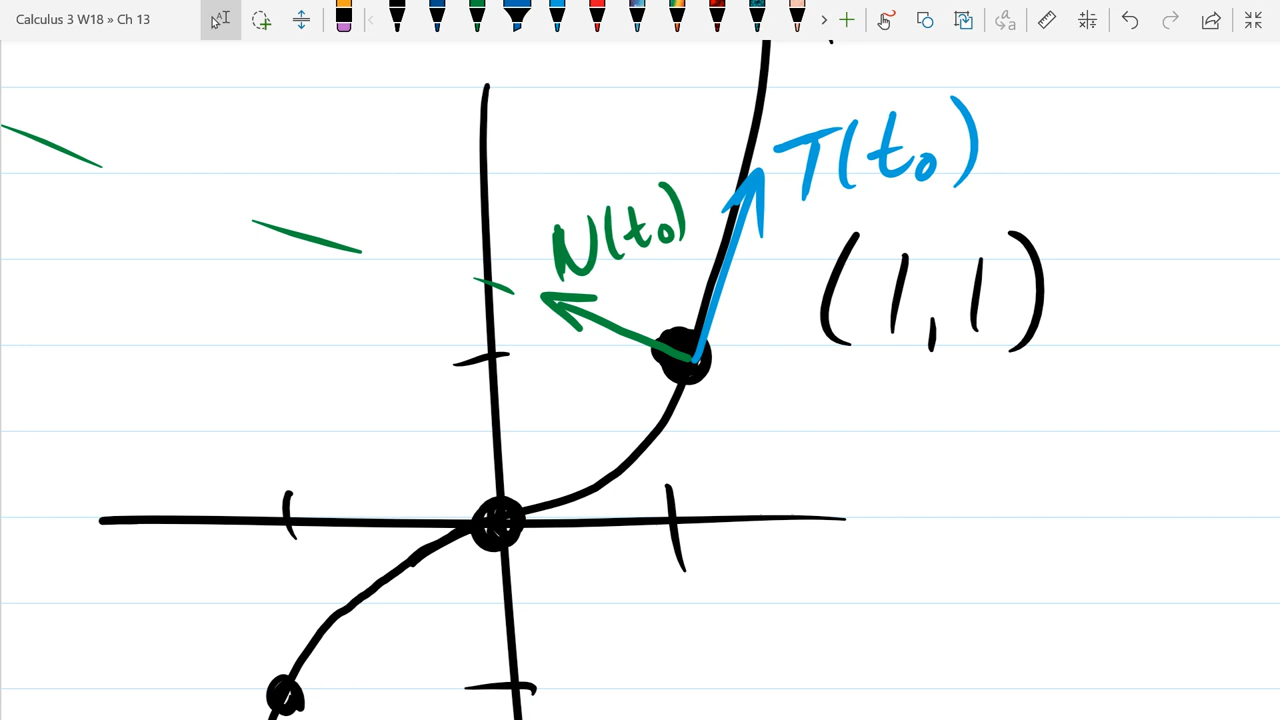 Calculus 3 W18 » Ch 13
T(t₀)
N(t₀)
(1,1)